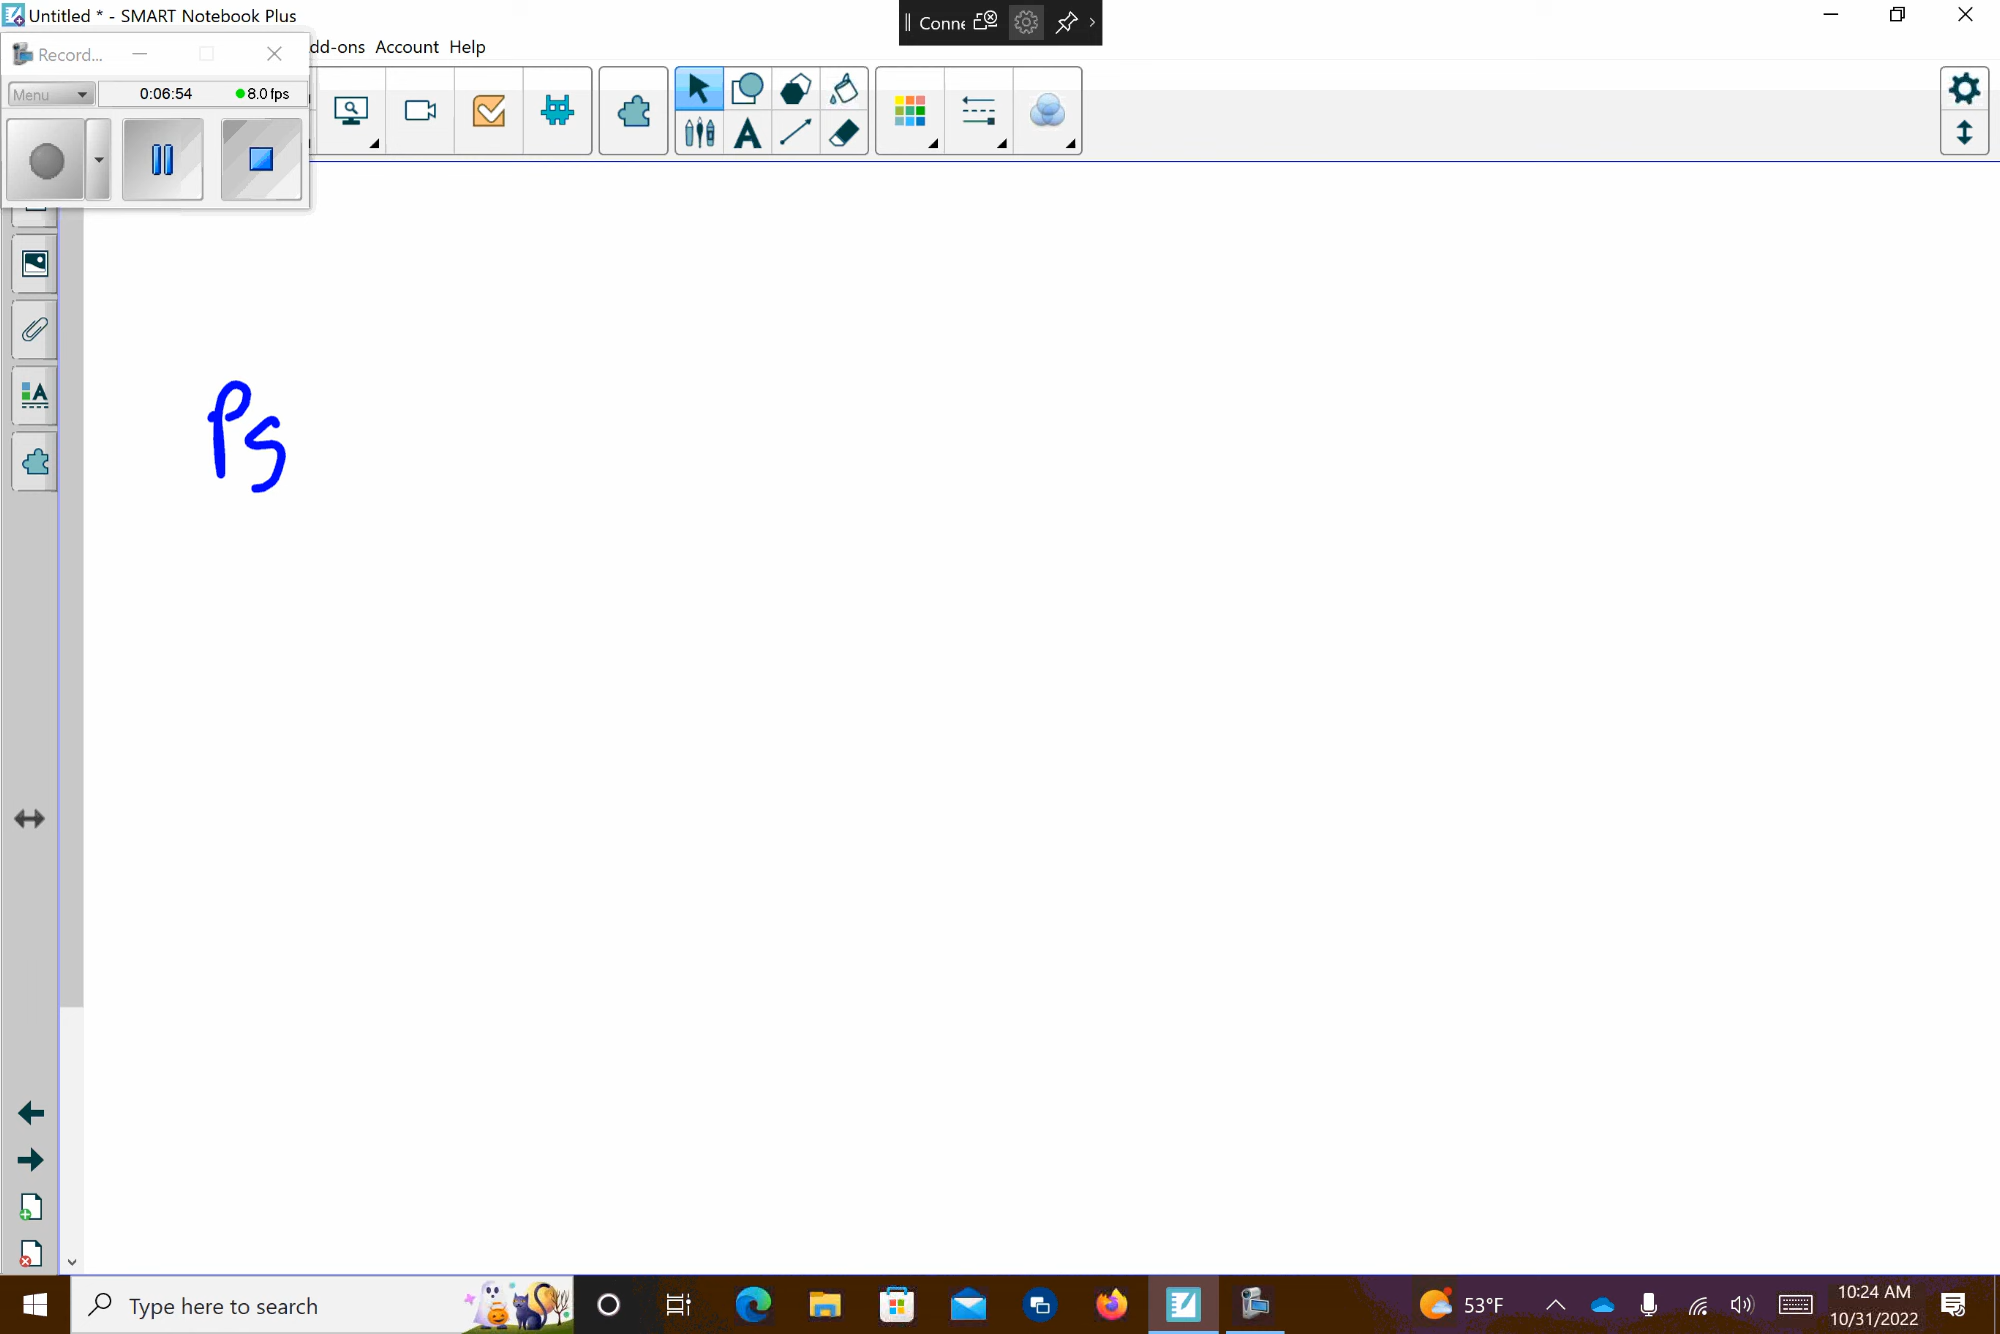 Untitled * - SMART Notebook Plus
Conne
Record...
dd-ons Account Help
Menu 0:06:54 8.0 fps
A
A
Ps
Type here to search
53°F
10:24 AM
10/31/2022